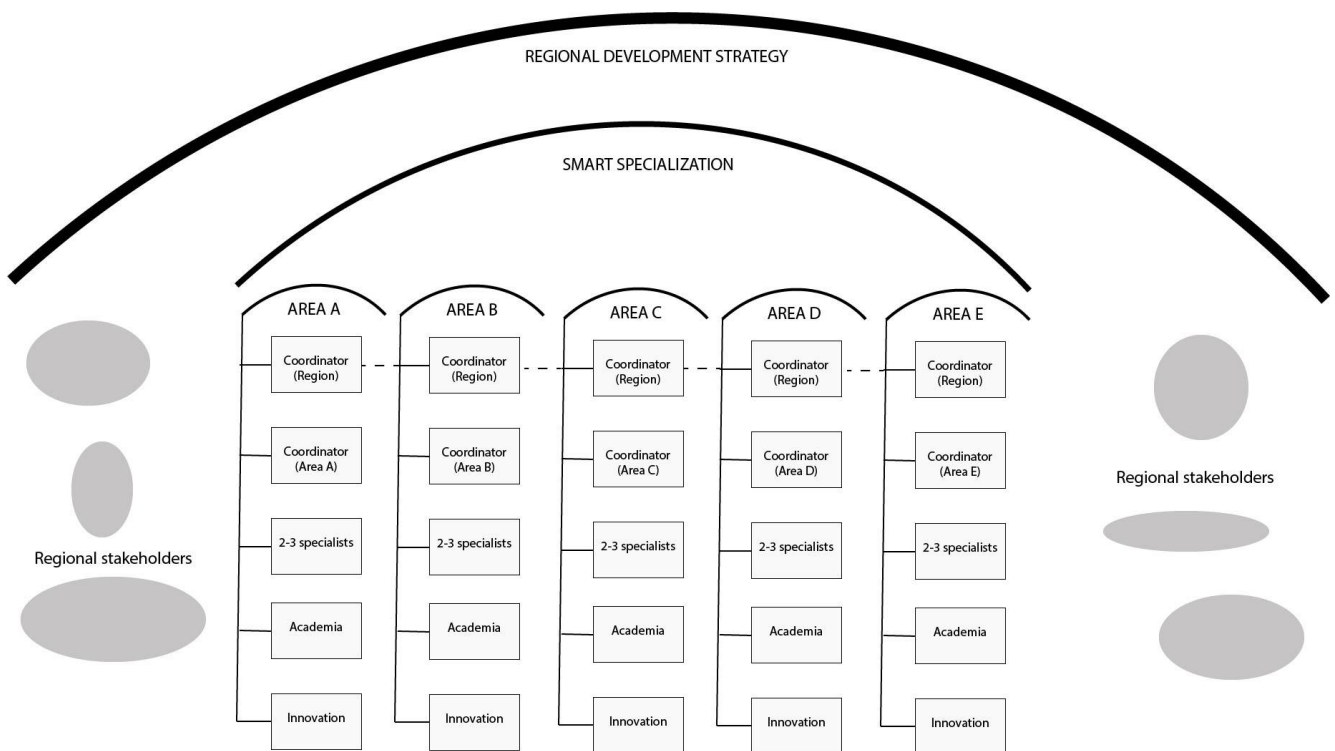 REGIONAL DEVELOPMENT STRATEGY
SMART SPECIALIZATION
AREA A
AREA B
AREA C
AREA D
AREA E
Coordinator
(Region)
Coordinator
(Region)
Coordinator
(Region)
Coordinator
(Region)
Coordinator
(Region)
Coordinator
(Area A)
Coordinator
(Area B)
Coordinator
(Area C)
Coordinator
(Area D)
Coordinator
(Area E)
Regional stakeholders
2-3 specialists
2-3 specialists
2-3 specialists
2-3 specialists
2-3 specialists
Regional stakeholders
Academia
Academia
Academia
Academia
Academia
Innovation
Innovation
Innovation
Innovation
Innovation